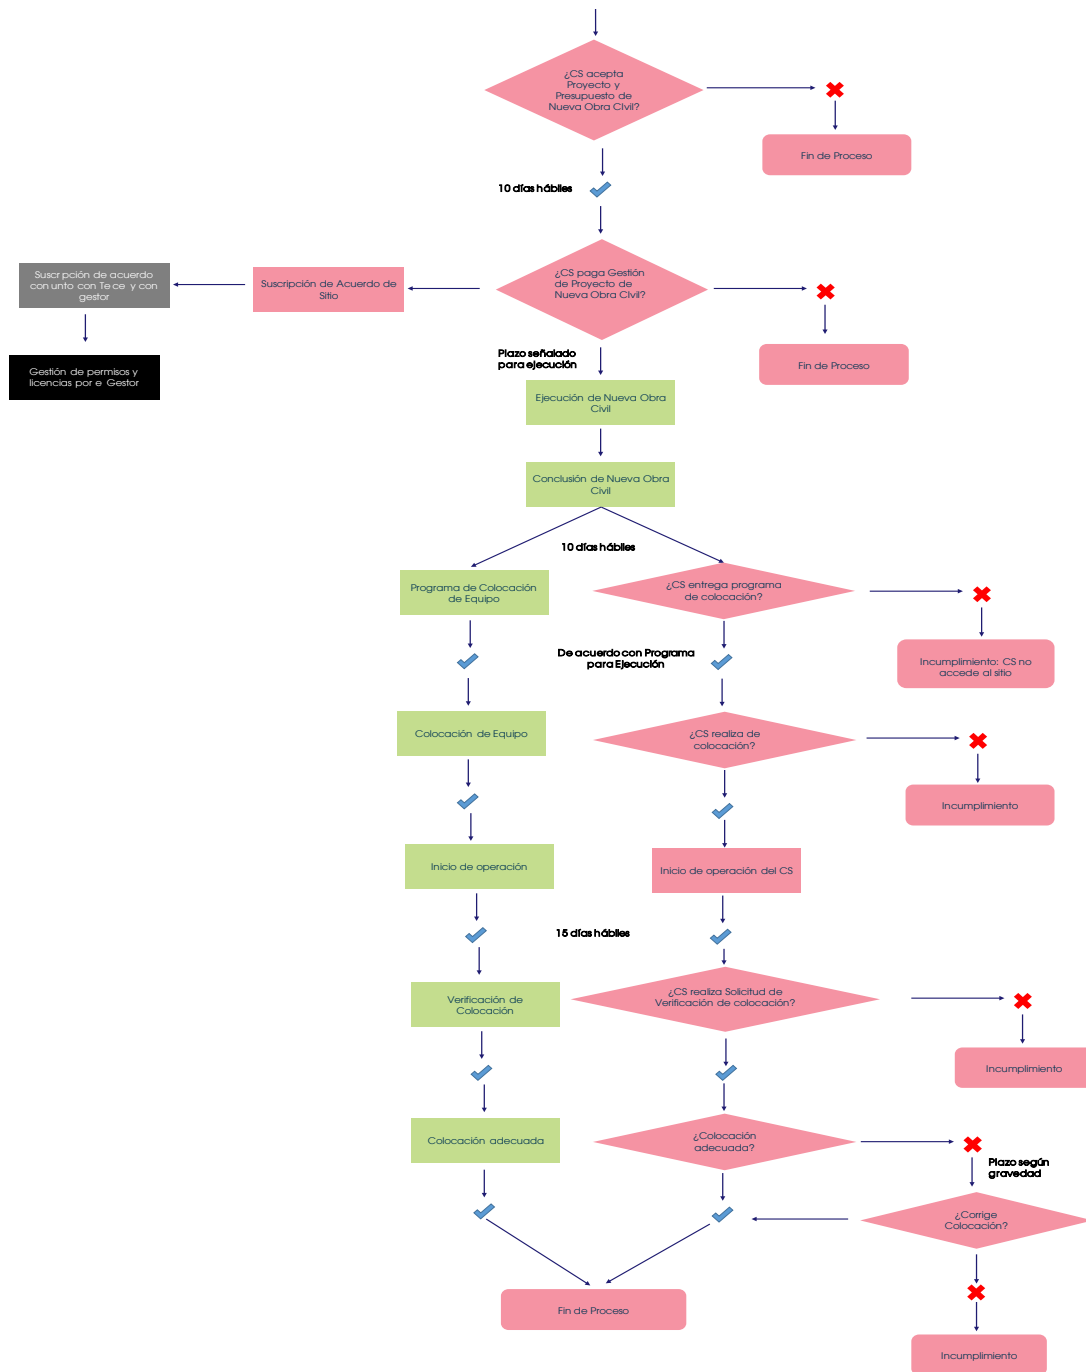 ¿CS acepta
Proyecto y
Presupuesto de
Nueva Obra Civil?
Fin de Proceso
10 días hábiles
¿CS paga Gestión
de Proyecto de
Nueva Obra Civil?
Suscripción de Acuerdo de
Sitio
Suscr pción de acuerdo
con unto con Te ce y con
gestor
Fin de Proceso
Gestión de permisos y
licencias por e Gestor
Plazo señalado
para ejecución
Ejecución de Nueva Obra
Civil
Conclusión de Nueva Obra
Civil
10 días hábiles
Programa de Colocación
de Equipo
¿CS entrega programa
de colocación?
De acuerdo con Programa
para Ejecución
Incumplimiento: CS no
accede al sitio
Colocación de Equipo
¿CS realiza de
colocación?
Incumplimiento
Inicio de operación
Inicio de operación del CS
15 días hábiles
Verificación de
Colocación
¿CS realiza Solicitud de
Verificación de colocación?
Incumplimiento
Colocación adecuada
¿Colocación
adecuada?
Plazo según
gravedad
¿Corrige
Colocación?
Fin de Proceso
Incumplimiento